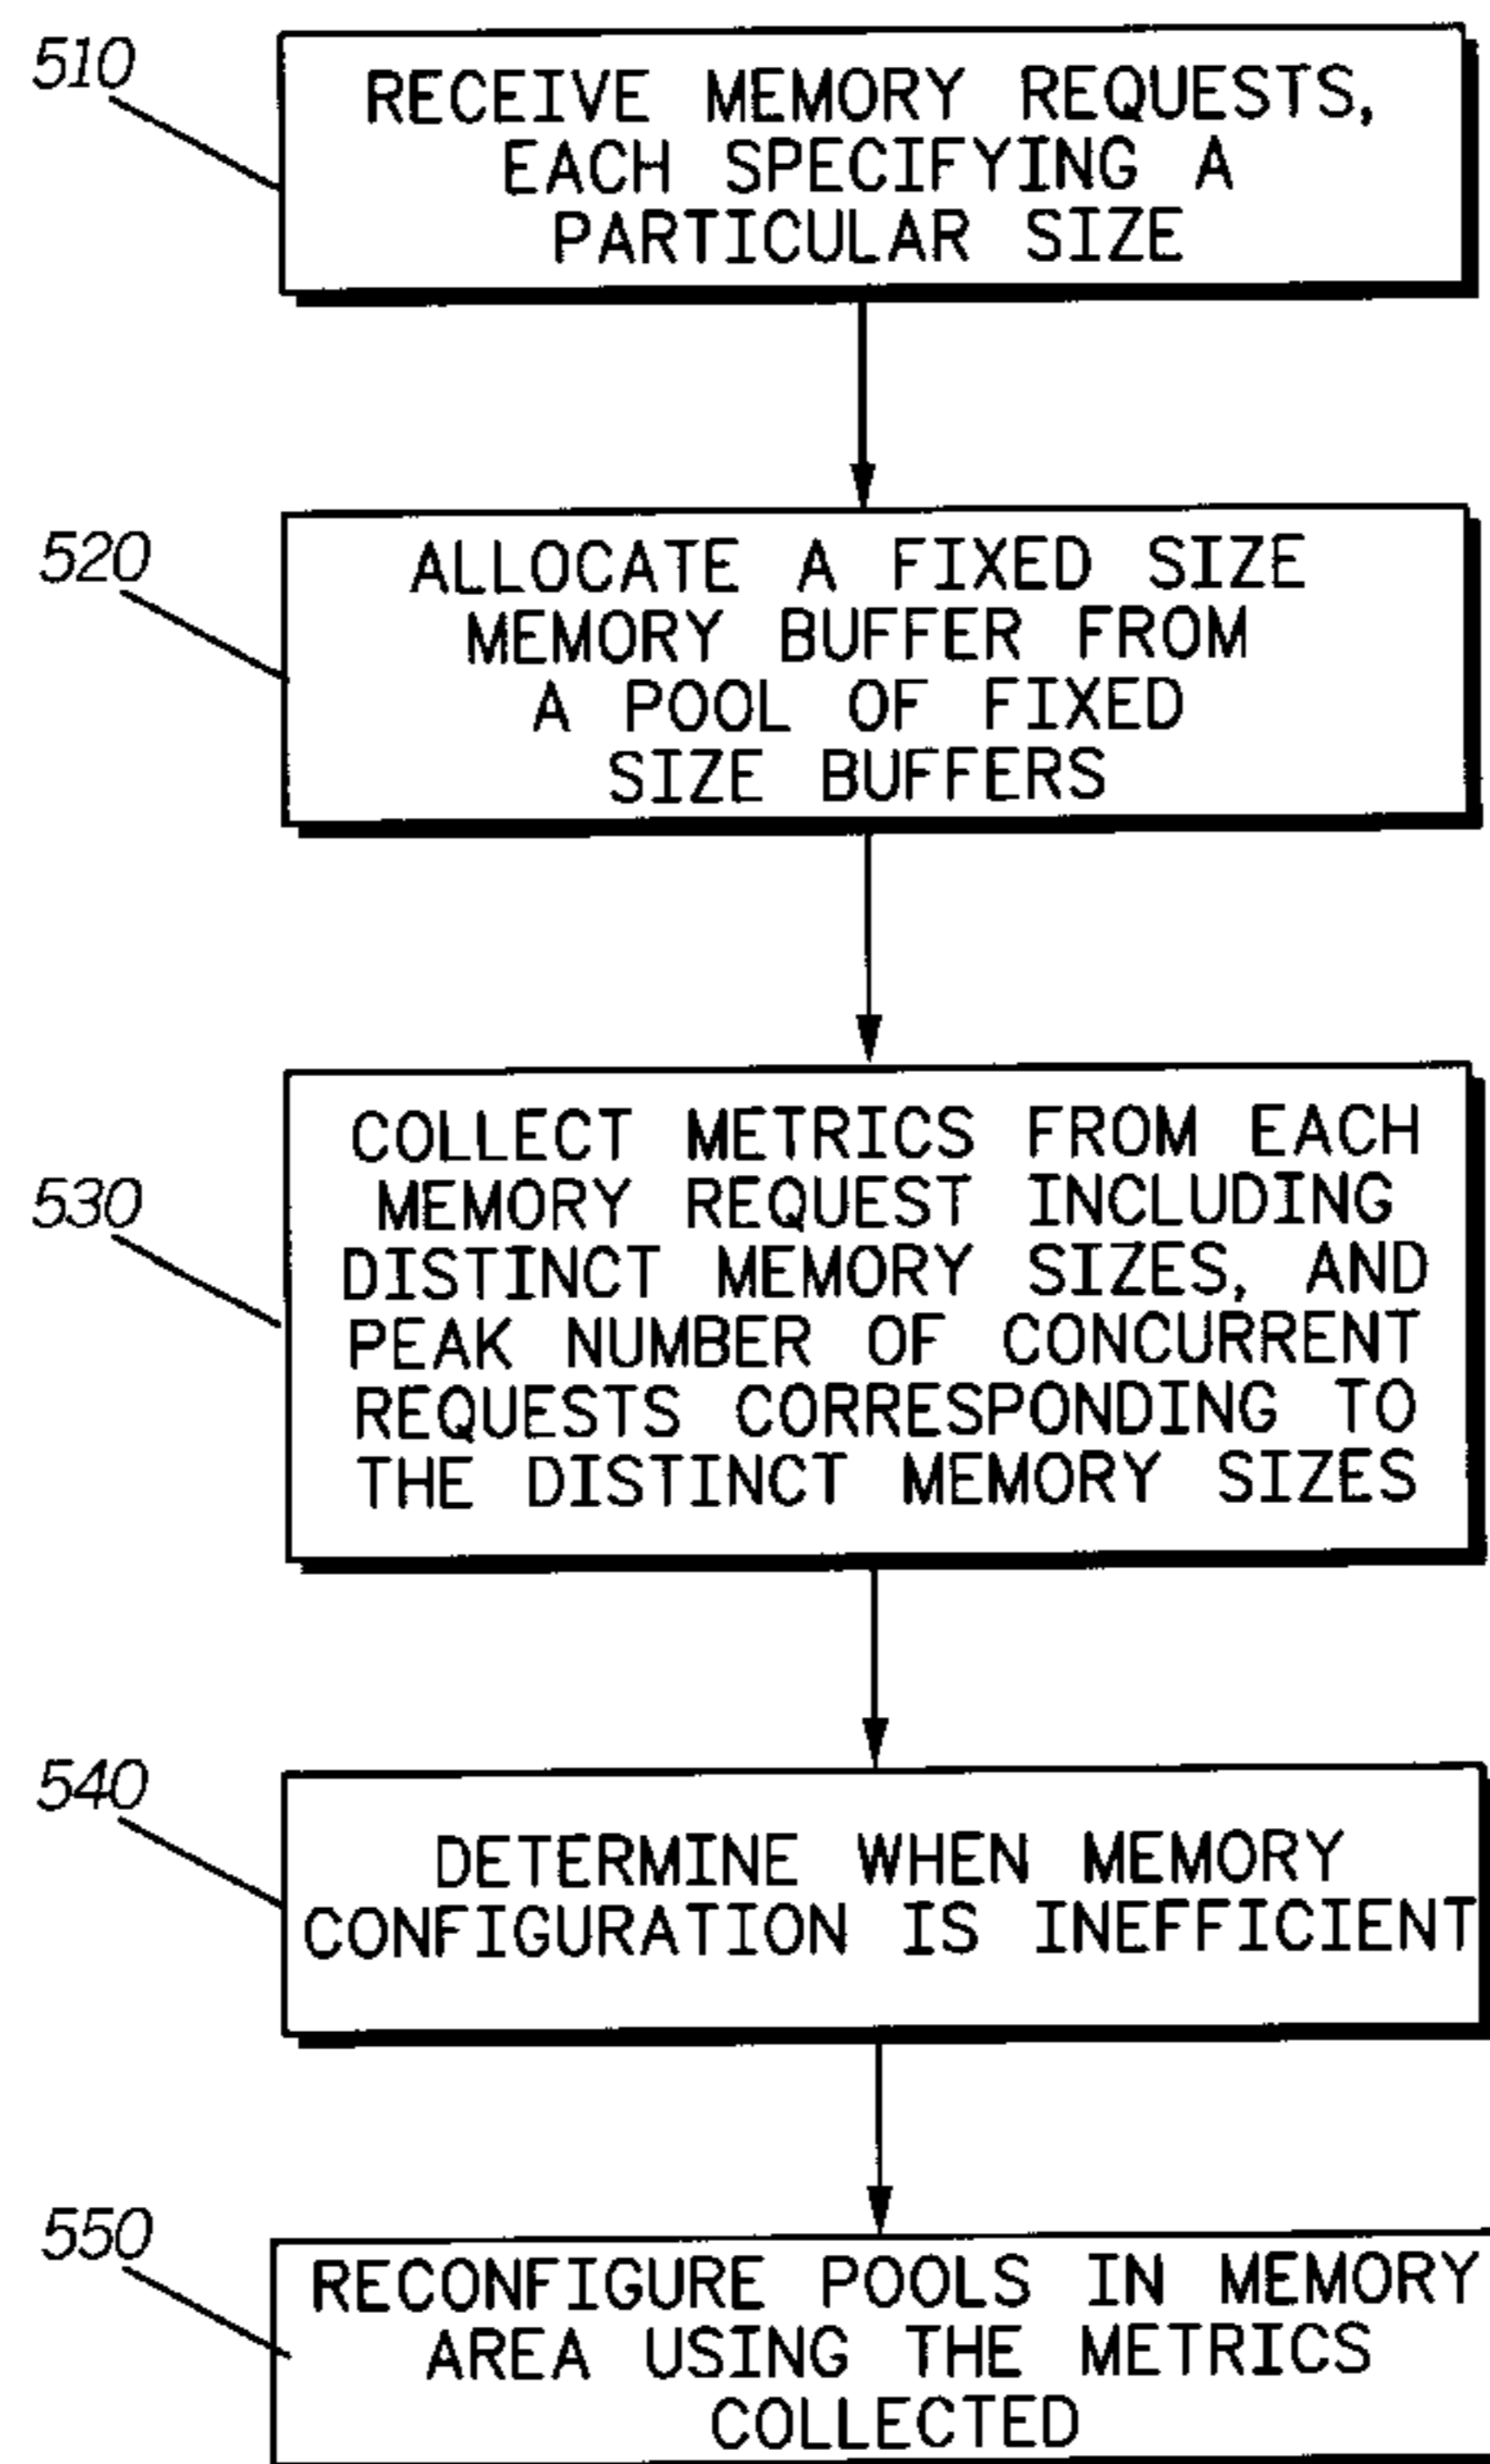 510
RECEIVE MEMORY REQUESTS,
EACH SPECIFYING A
PARTICULAR SIZE
520
ALLOCATE A FIXED SIZE
MEMORY BUFFER FROM
A POOL OF FIXED
SIZE BUFFERS
530
COLLECT METRICS FROM EACH
MEMORY REQUEST INCLUDING
DISTINCT MEMORY SIZES, AND
PEAK NUMBER OF CONCURRENT
REQUESTS CORRESPONDING TO
THE DISTINCT MEMORY SIZES
540
DETERMINE WHEN MEMORY
CONFIGURATION IS INEFFICIENT
550
RECONFIGURE POOLS IN MEMORY
AREA USING THE METRICS
COLLECTED